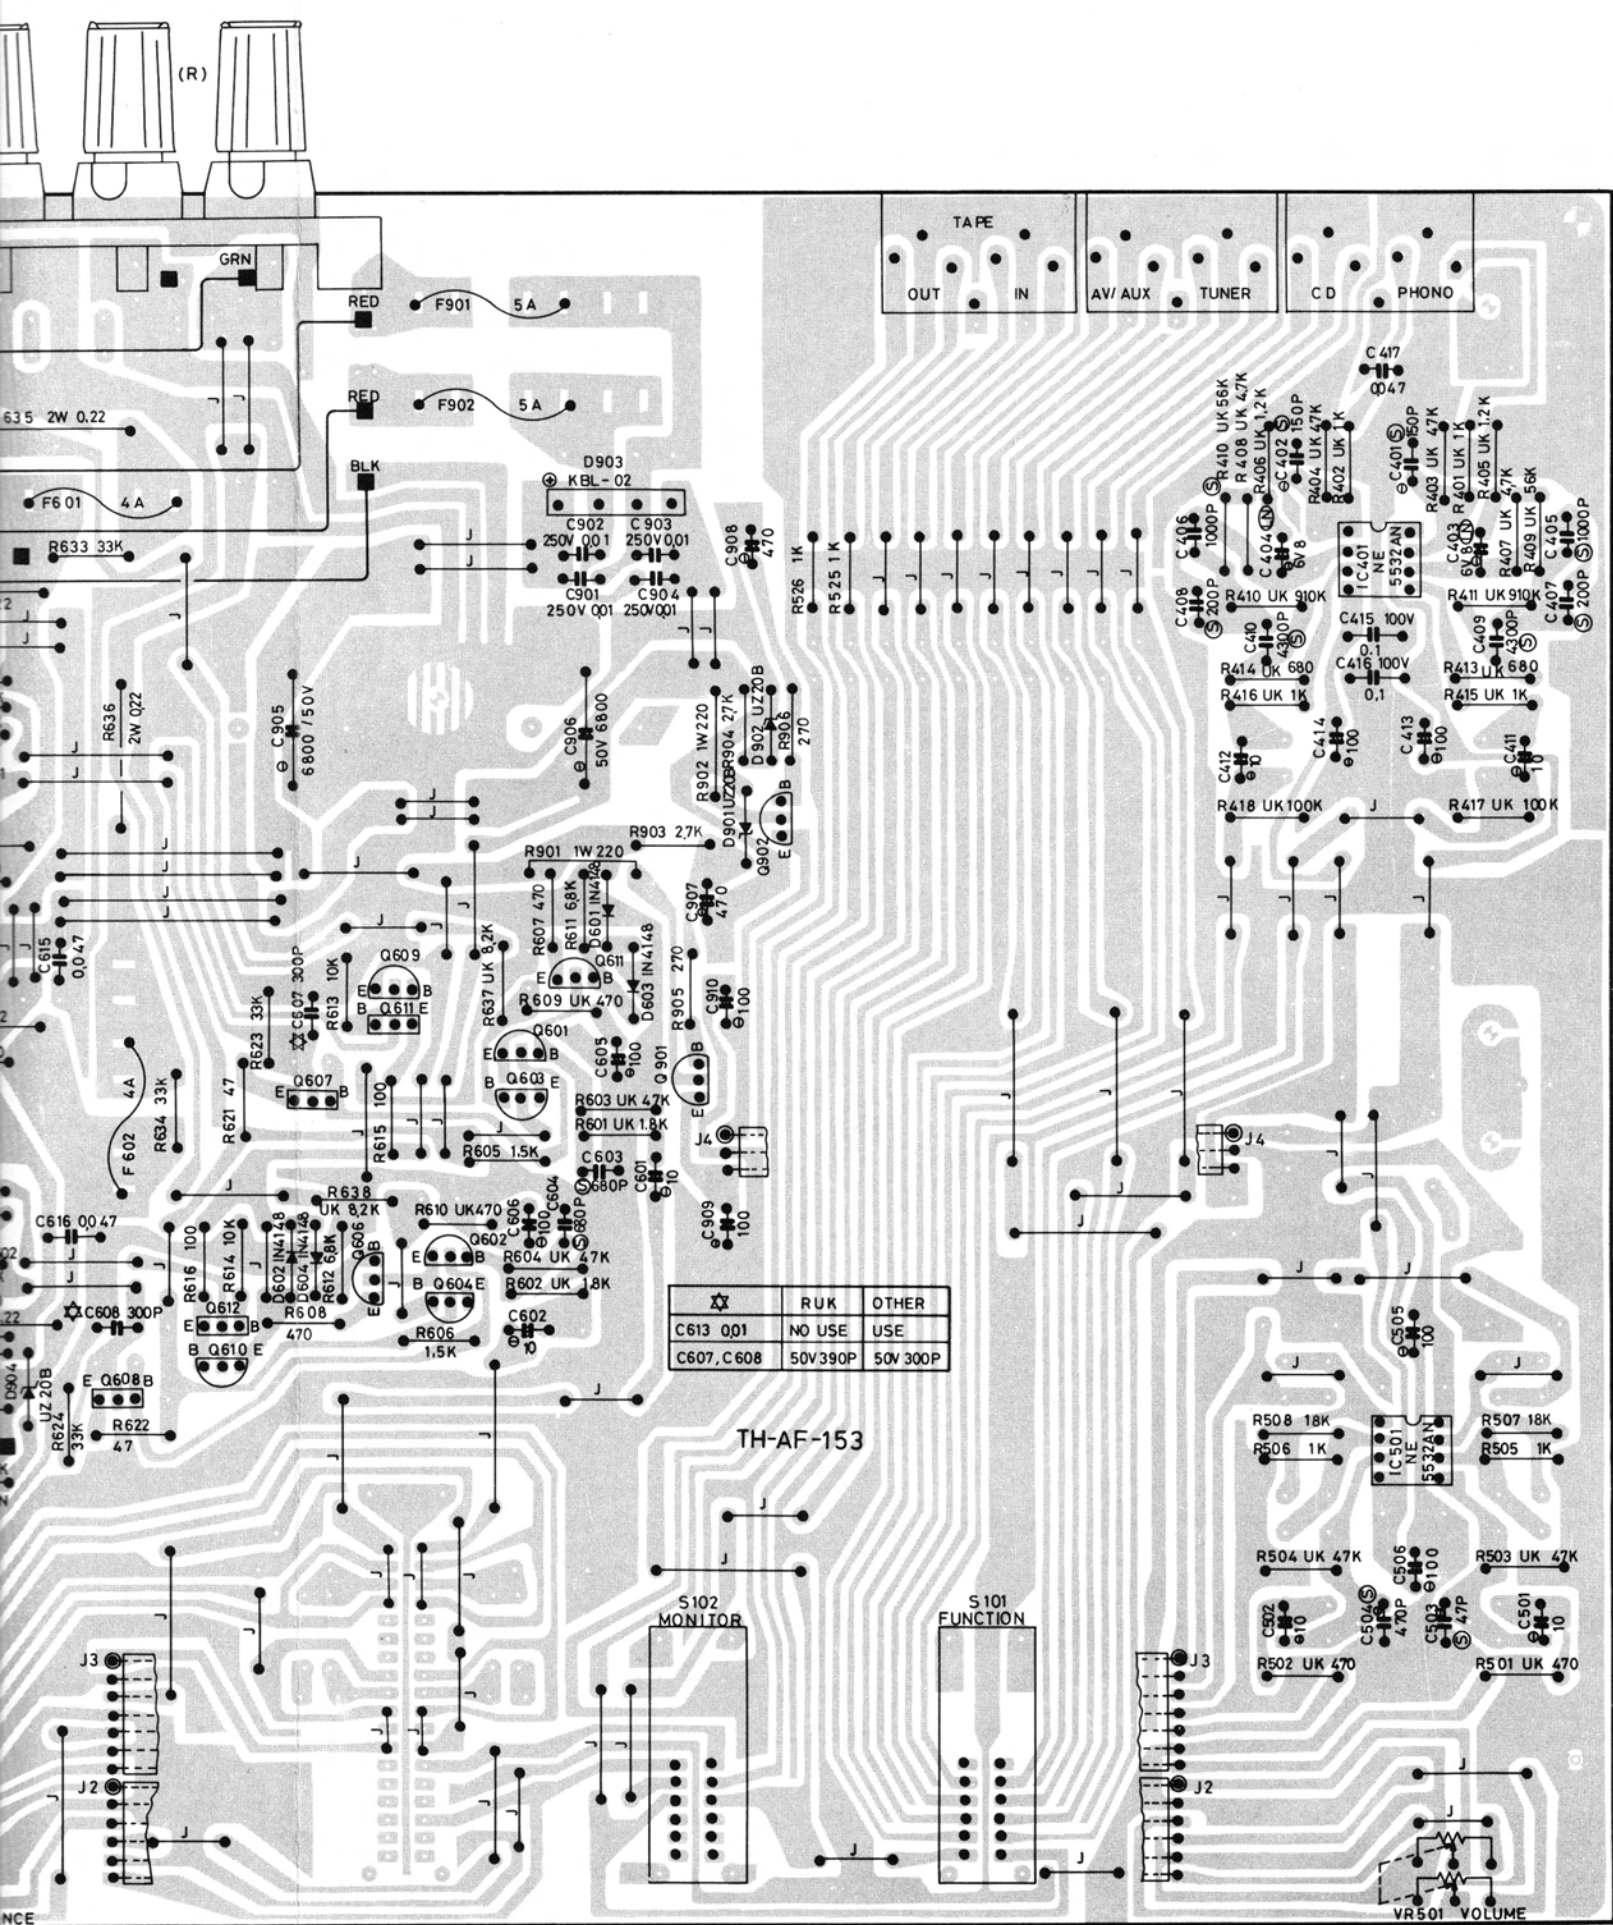 (R)
TAPE
OUT
IN
AV/AUX
TUNER
CD
PHONO
GRN
RED
F901 5A
RED
F902 5A
BLK
635 2W 0.22
F601 4A
R633 33K
D903
⊕ KBL-02
C902
250V 0.01
C903
250V 0.01
C901
250V 0.01
C904
250V 0.01
C908
470
R526 1K
R525 1K
J J J J J J J
C417
0.047
R410 UK 56K
R408 UK 4.7K
R406 UK 1.2K
C402 Ⓢ 150P
R404 UK 47K
R402 UK 1K
C401 Ⓢ 150P
R403 UK 47K
R401 UK 1K
R405 UK 1.2K
R407 UK 4.7K
R409 UK 56K
C405
Ⓢ 1000P
C406
1000P Ⓢ
C404 LN
6V8
IC401
NE
5532AN
C403 LN
6V8
C408
Ⓢ 200P
R410 UK 910K
R411 UK 910K
C407
Ⓢ 200P
C410
4300P Ⓢ
C415 100V
0.1
C409
4300P Ⓢ
R414 UK 680
C416 100V
0.1
R413 UK 680
R416 UK 1K
R415 UK 1K
C412
10
C414
100
C413
100
C411
10
R418 UK 100K
J
R417 UK 100K
J J J J
R636
2W 0.22
C905
6800/50V
C906
50V 6800
R902 1W 220
R904 2.7K
D902 UZ20B
R906
270
D901 UZ20B
B
E
Q902
R903 2.7K
R901 1W 220
C907
470
R607 470
R611 6.8K
D601 IN4148
C615
0.047
C607 300P
R613 10K
Q609
E B
B Q611 E
R623 33K
R637 UK 8.2K
Q611
E B
D603 IN4148
R609 UK 470
R905 270
C910
100
Q601
E B
C605
100
Q901
B
E
F602 4A
R634 33K
R621 47
Q607
E B
R615 100
B Q603 E
R603 UK 47K
R601 UK 1.8K
R605 1.5K
C603
Ⓢ 680P
C601
10
J4
J4
R638
UK 8.2K
R610 UK 470
C606
100
C604
Ⓢ 680P
C909
100
C616 0.047
R616 100
R614 10K
D602 IN4148
D604 IN4148
R612 6.8K
Q606
B
E
Q602
E B
R604 UK 47K
B Q604 E
R602 UK 1.8K
C608 300P
Q612
E B
R608
470
R606
1.5K
C602
10
B Q610 E
✡ RUK OTHER
C613 0.01 NO USE USE
C607, C608 50V 390P 50V 300P
D904
UZ20B
E Q608 B
R624
33K
R622
47
C505
100
TH-AF-153
R508 18K
R506 1K
IC501
NE
5532AN
R507 18K
R505 1K
R504 UK 47K
C506
100
R503 UK 47K
S102
MONITOR
S101
FUNCTION
C502
10
C504 Ⓢ
470P
C503
Ⓢ 47P
C501
10
R502 UK 470
R501 UK 470
J3
J3
J2
J2
VR501 VOLUME
NCE